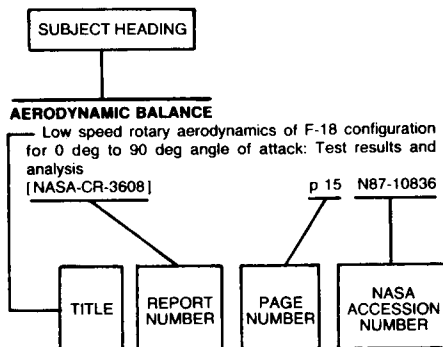 SUBJECT HEADING
AERODYNAMIC BALANCE
Low speed rotary aerodynamics of F-18 configuration
for 0 deg to 90 deg angle of attack: Test results and
analysis
[NASA-CR-3608] p 15 N87-10836
TITLE
REPORT
NUMBER
PAGE
NUMBER
NASA
ACCESSION
NUMBER